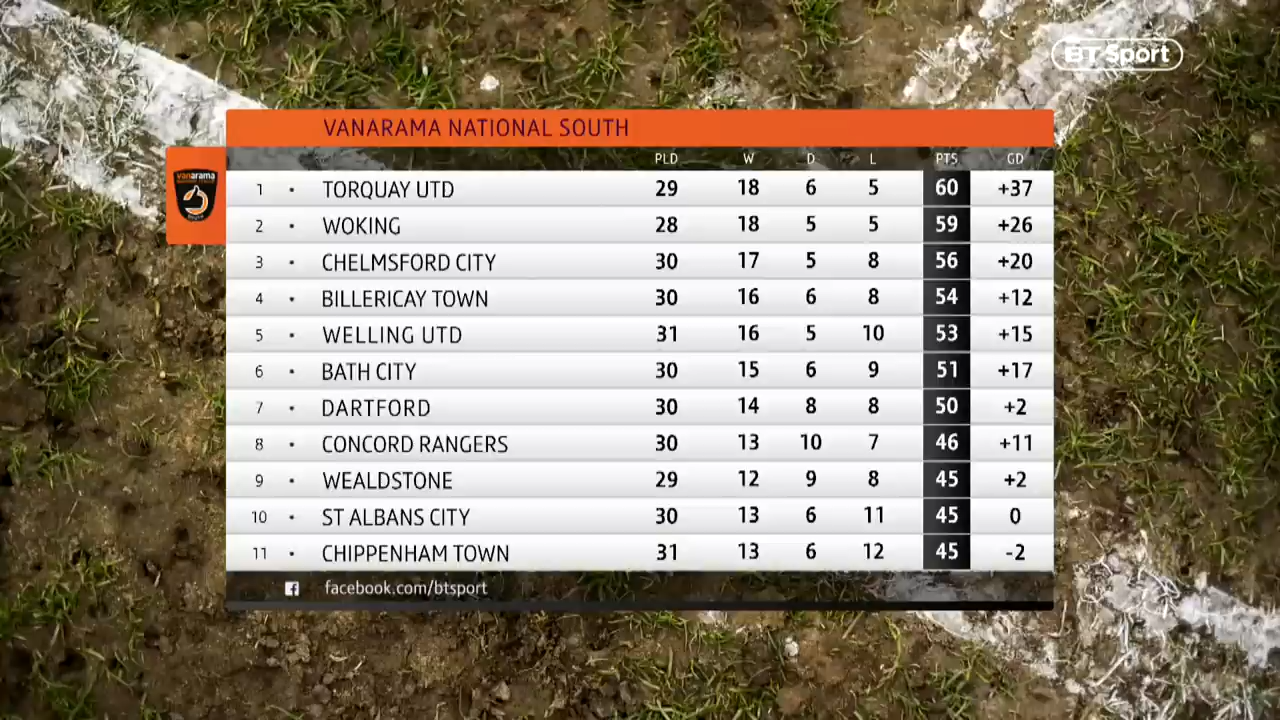 BT Sport
VANARAMA NATIONAL SOUTH
PLD W D L PTS GD
vanarama
1 · TORQUAY UTD 29 18 6 5 60 +37
2 · WOKING 28 18 5 5 59 +26
3 · CHELMSFORD CITY 30 17 5 8 56 +20
4 · BILLERICAY TOWN 30 16 6 8 54 +12
5 · WELLING UTD 31 16 5 10 53 +15
6 · BATH CITY 30 15 6 9 51 +17
7 · DARTFORD 30 14 8 8 50 +2
8 · CONCORD RANGERS 30 13 10 7 46 +11
9 · WEALDSTONE 29 12 9 8 45 +2
10 · ST ALBANS CITY 30 13 6 11 45 0
11 · CHIPPENHAM TOWN 31 13 6 12 45 -2
facebook.com/btsport